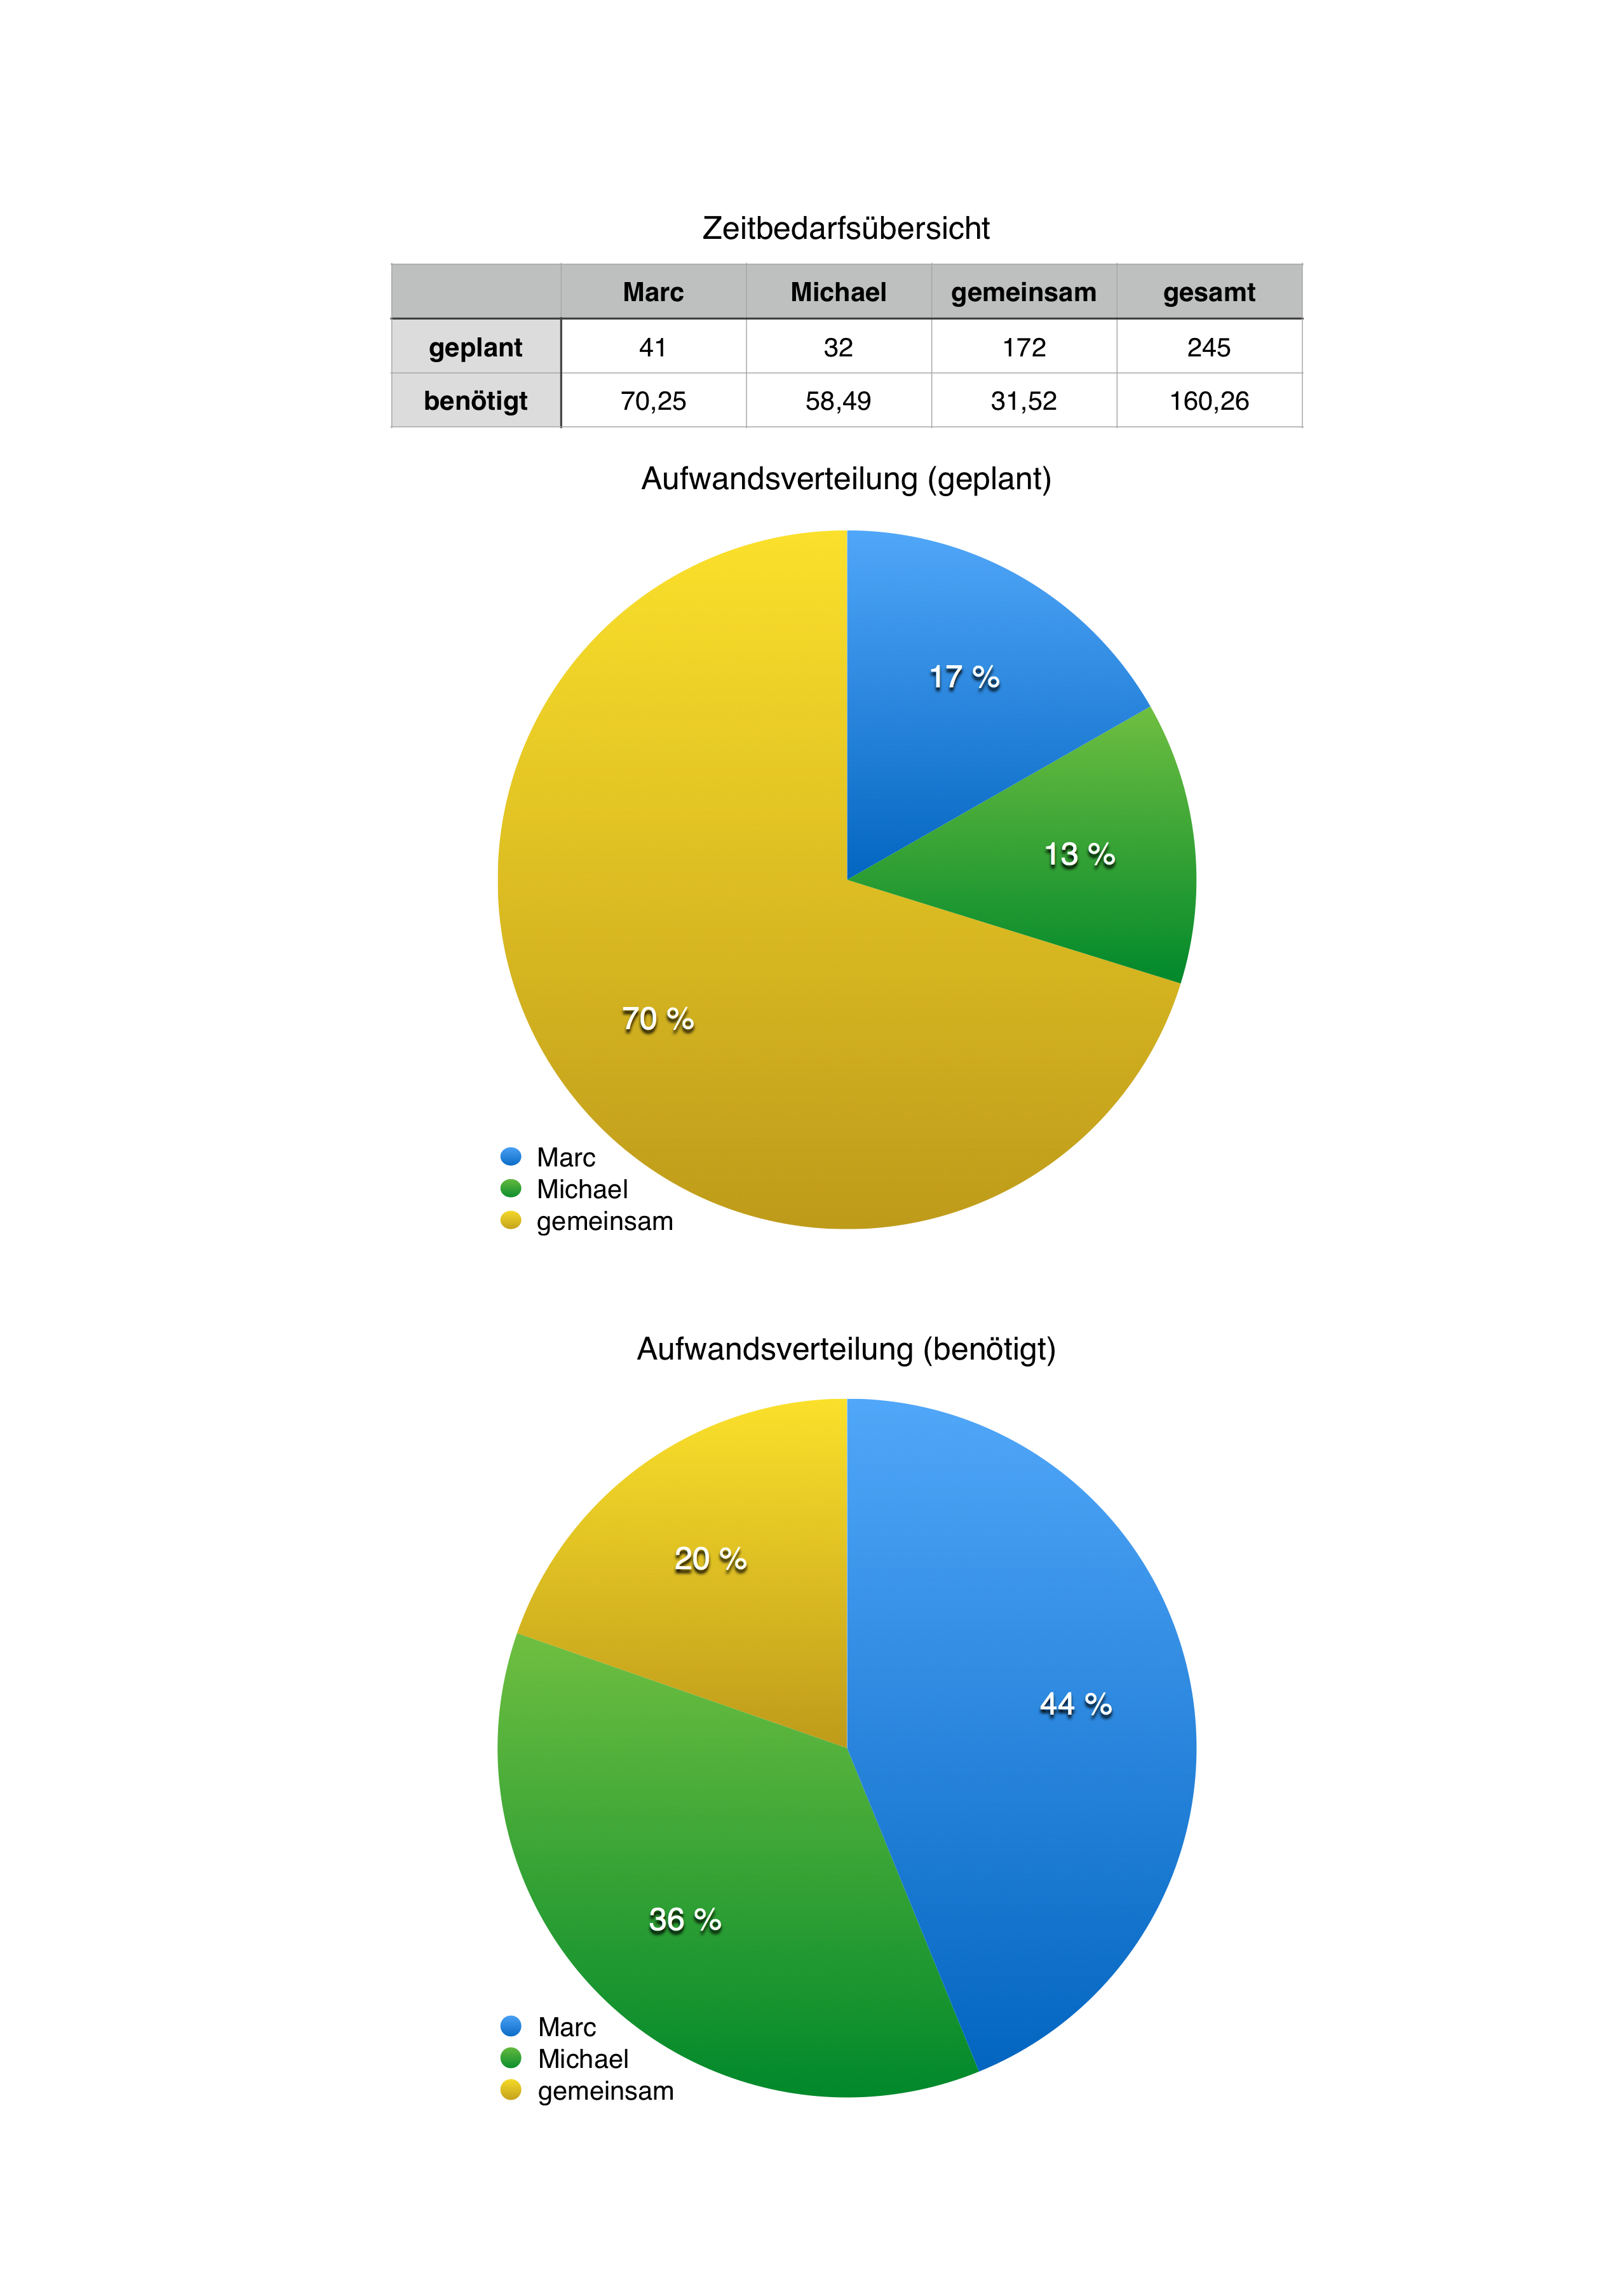 Zeitbedarfsübersicht
Marc Michael gemeinsam gesamt
geplant 41 32 172 245
benötigt 70,25 58,49 31,52 160,26
Aufwandsverteilung (geplant)
17 %
13 %
70 %
Marc
Michael
gemeinsam
Aufwandsverteilung (benötigt)
20 %
44 %
36 %
Marc
Michael
gemeinsam